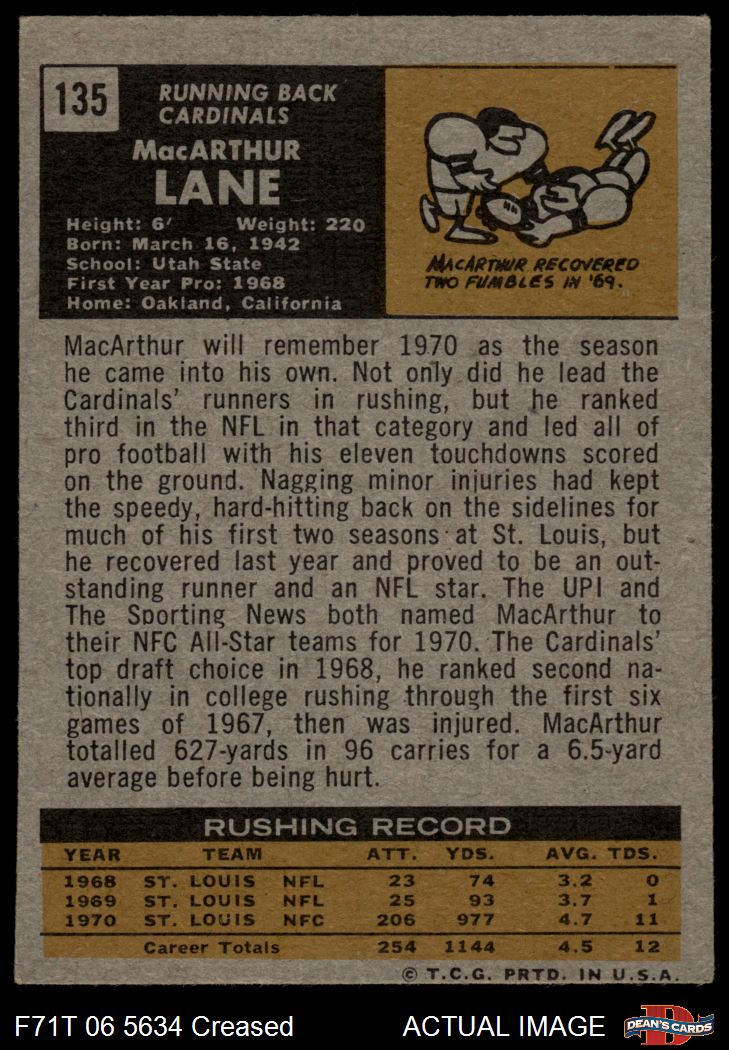 135
RUNNING BACK
CARDINALS
MacARTHUR
LANE
Height: 6' Weight: 220
Born: March 16, 1942
School: Utah State
First Year Pro: 1968
Home: Oakland, California
MACARTHUR RECOVERED
TWO FUMBLES IN '69.
MacArthur will remember 1970 as the season
he came into his own. Not only did he lead the
Cardinals' runners in rushing, but he ranked
third in the NFL in that category and led all of
pro football with his eleven touchdowns scored
on the ground. Nagging minor injuries had kept
the speedy, hard-hitting back on the sidelines for
much of his first two seasons at St. Louis, but
he recovered last year and proved to be an out-
standing runner and an NFL star. The UPI and
The Sporting News both named MacArthur to
their NFC All-Star teams for 1970. The Cardinals'
top draft choice in 1968, he ranked second na-
tionally in college rushing through the first six
games of 1967, then was injured. MacArthur
totalled 627-yards in 96 carries for a 6.5-yard
average before being hurt.
RUSHING RECORD
YEAR TEAM ATT. YDS. AVG. TDS.
1968 ST. LOUIS NFL 23 74 3.2 0
1969 ST. LOUIS NFL 25 93 3.7 1
1970 ST. LOUIS NFC 206 977 4.7 11
Career Totals 254 1144 4.5 12
© T.C.G. PRTD. IN U.S.A.
F71T 06 5634 Creased ACTUAL IMAGE
D
DEAN'S CARDS